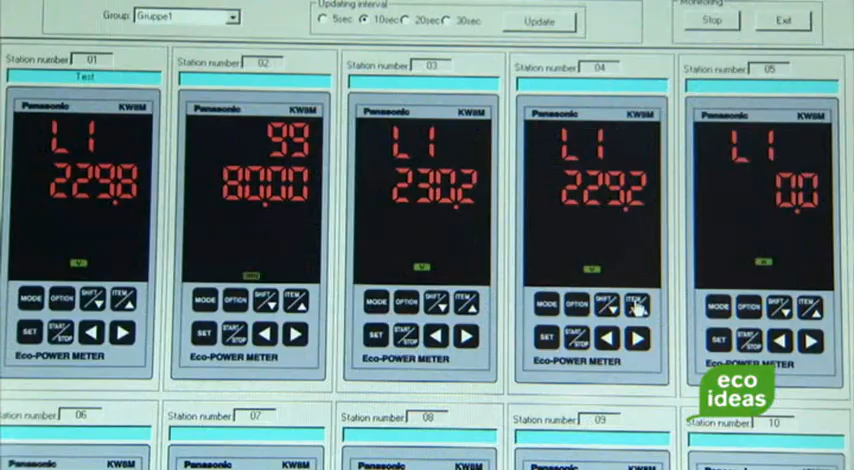 Group: Gruppe1
Updating interval
5sec 10sec 20sec 30sec
Update
Monitoring
Stop Exit
Station number 01
Test
Station number 02
Station number 03
Station number 04
Station number 05
Panasonic KW8M
L1
229.8
V
MODE OPTION SHIFT ITEM
SET START/STOP
Eco-POWER METER
Panasonic KW8M
99
80.00
MODE OPTION SHIFT ITEM
SET START/STOP
Eco-POWER METER
Panasonic KW8M
L1
230.2
V
MODE OPTION SHIFT ITEM
SET START/STOP
Eco-POWER METER
Panasonic KW8M
L1
229.2
V
MODE OPTION SHIFT ITEM
SET START/STOP
Eco-POWER METER
Panasonic KW8M
L1
0.0
MODE OPTION SHIFT ITEM
SET START/STOP
Eco-POWER METER
eco
ideas
Station number 06
Station number 07
Station number 08
Station number 09
Station number 10
Panasonic KW8M
Panasonic KW8M
Panasonic KW8M
Panasonic KW8M
Panasonic KW8M